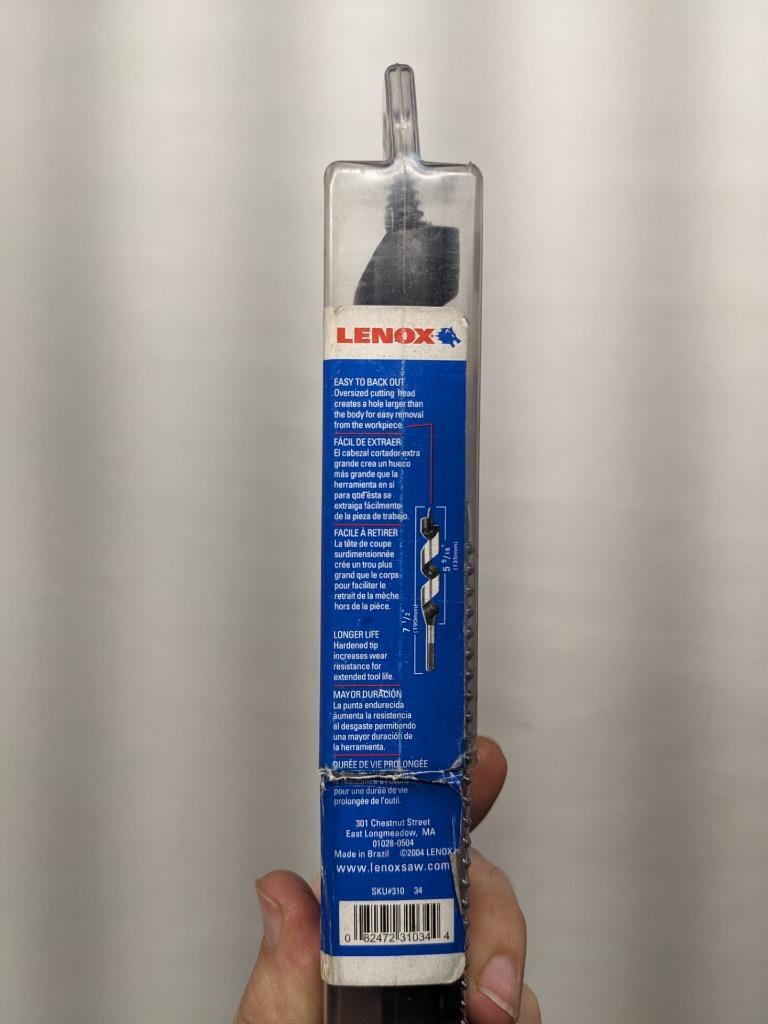 LENOX
EASY TO BACK OUT
Oversized cutting head
creates a hole larger than
the body for easy removal
from the workpiece.
FÁCIL DE EXTRAER
El cabezal cortador extra
grande crea un hueco
más grande que la
herramienta en sí
para que ésta se
extraiga fácilmente
de la pieza de trabajo.
FACILE À RETIRER
La tête de coupe
surdimensionnée
crée un trou plus
grand que le corps
pour faciliter le
retrait de la mèche
hors de la pièce.
5 5/16"
(135mm)
7 1/2"
(190mm)
LONGER LIFE
Hardened tip
increases wear
resistance for
extended tool life.
MAYOR DURACIÓN
La punta endurecida
aumenta la resistencia
al desgaste permitiendo
una mayor duración de
la herramienta.
DURÉE DE VIE PROLONGÉE
pour une durée de vie
prolongée de l'outil.
301 Chestnut Street
East Longmeadow, MA
01028-0504
Made in Brazil ©2004 LENOX
www.lenoxsaw.com
SKU#310 34
0 82472 31034 4